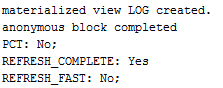 materialized view LOG created.
anonymous block completed
PCT: No;
REFRESH_COMPLETE: Yes
REFRESH_FAST: No;